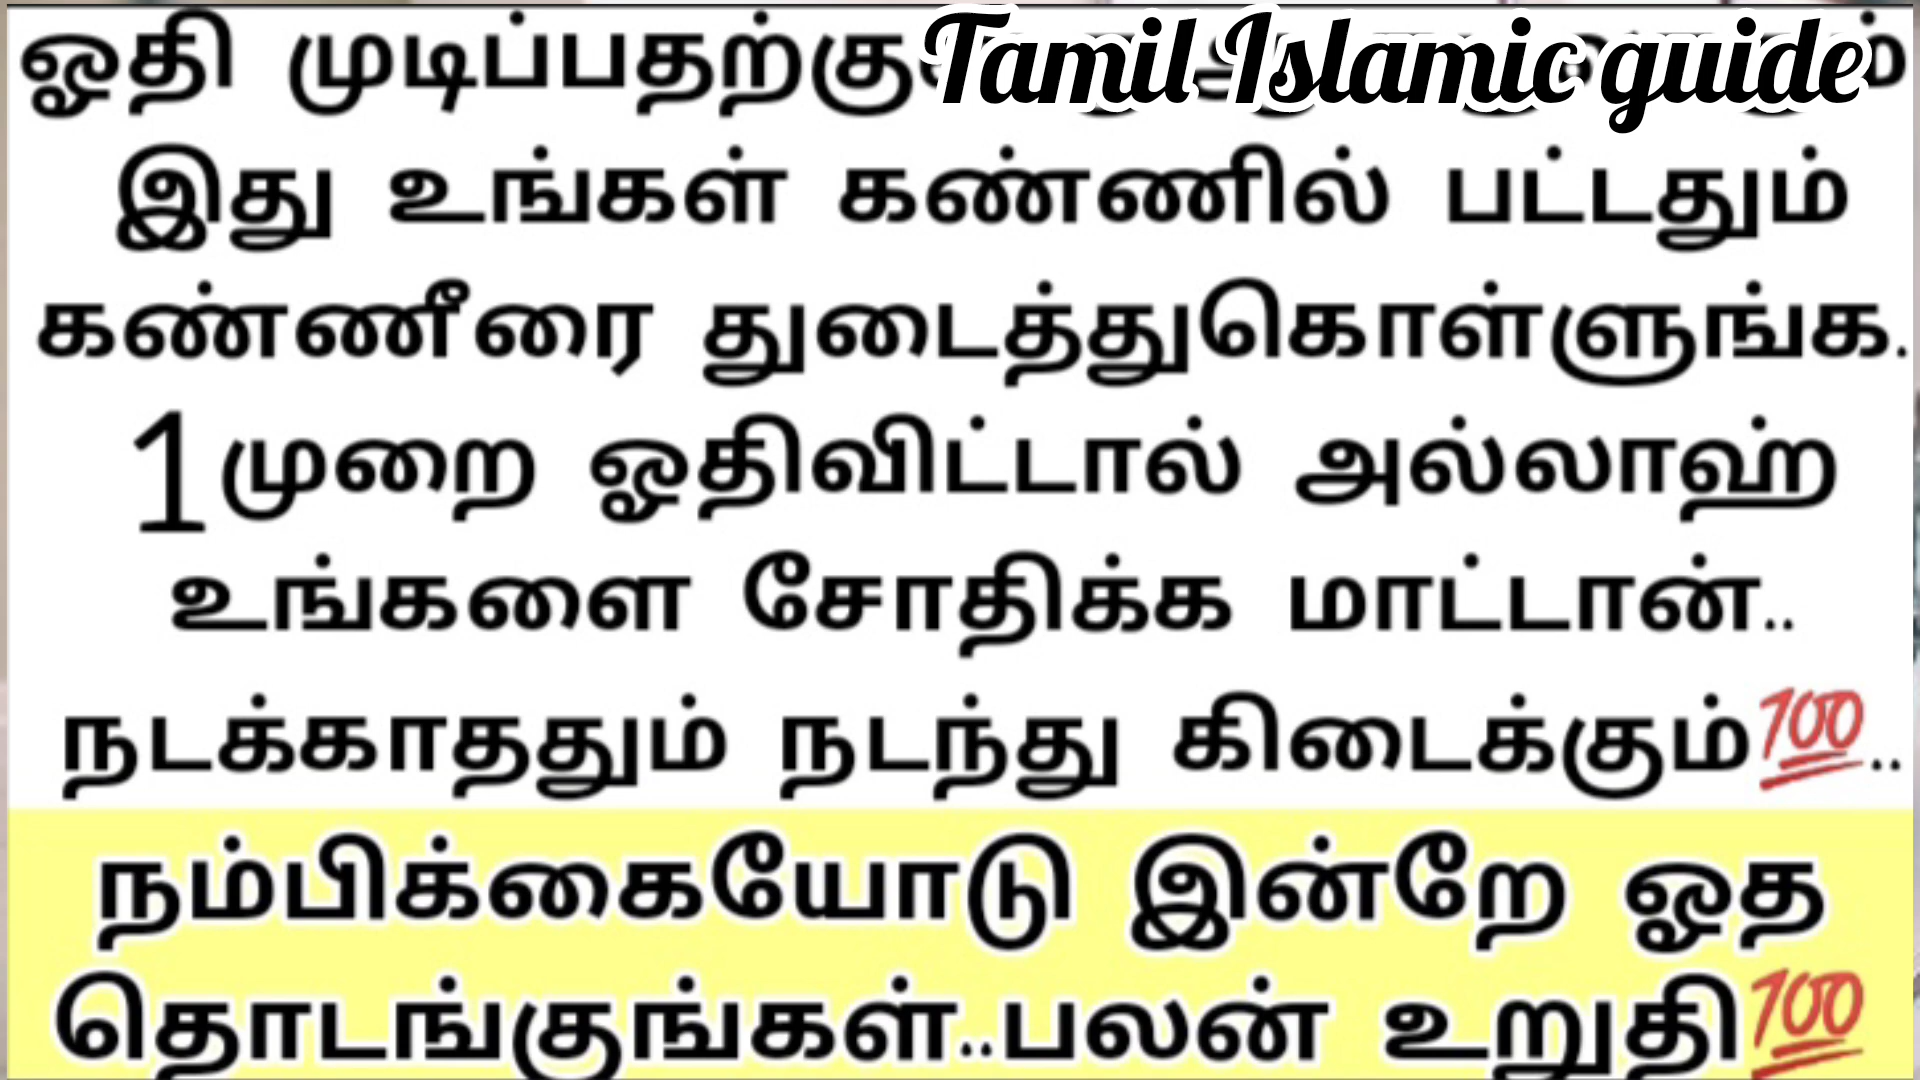 ஓதி முடிப்பதற்குள்
Tamil Islamic guide
இது உங்கள் கண்ணில் பட்டதும்
கண்ணீரை துடைத்துகொள்ளுங்க.
1முறை ஓதிவிட்டால் அல்லாஹ்
உங்களை சோதிக்க மாட்டான்..
நடக்காததும் நடந்து கிடைக்கும்💯..
நம்பிக்கையோடு இன்றே ஓத
தொடங்குங்கள்..பலன் உறுதி💯